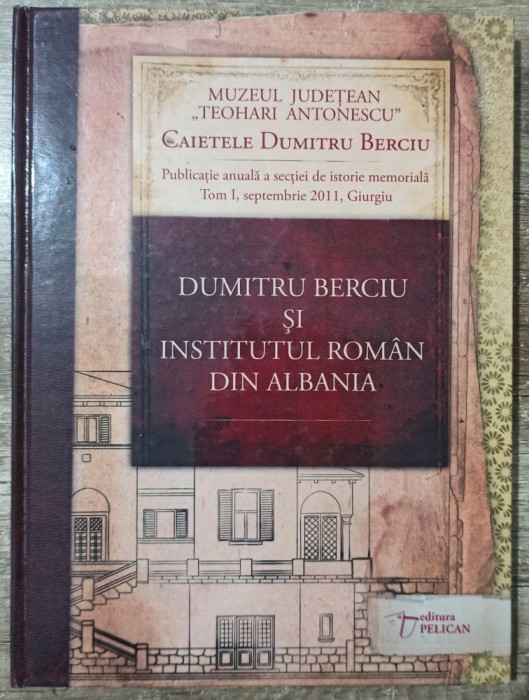 MUZEUL JUDEȚEAN
„TEOHARI ANTONESCU”
CAIETELE DUMITRU BERCIU
Publicație anuală a secției de istorie memorială
Tom I, septembrie 2011, Giurgiu
DUMITRU BERCIU
ȘI
INSTITUTUL ROMÂN
DIN ALBANIA
editura
PELICAN